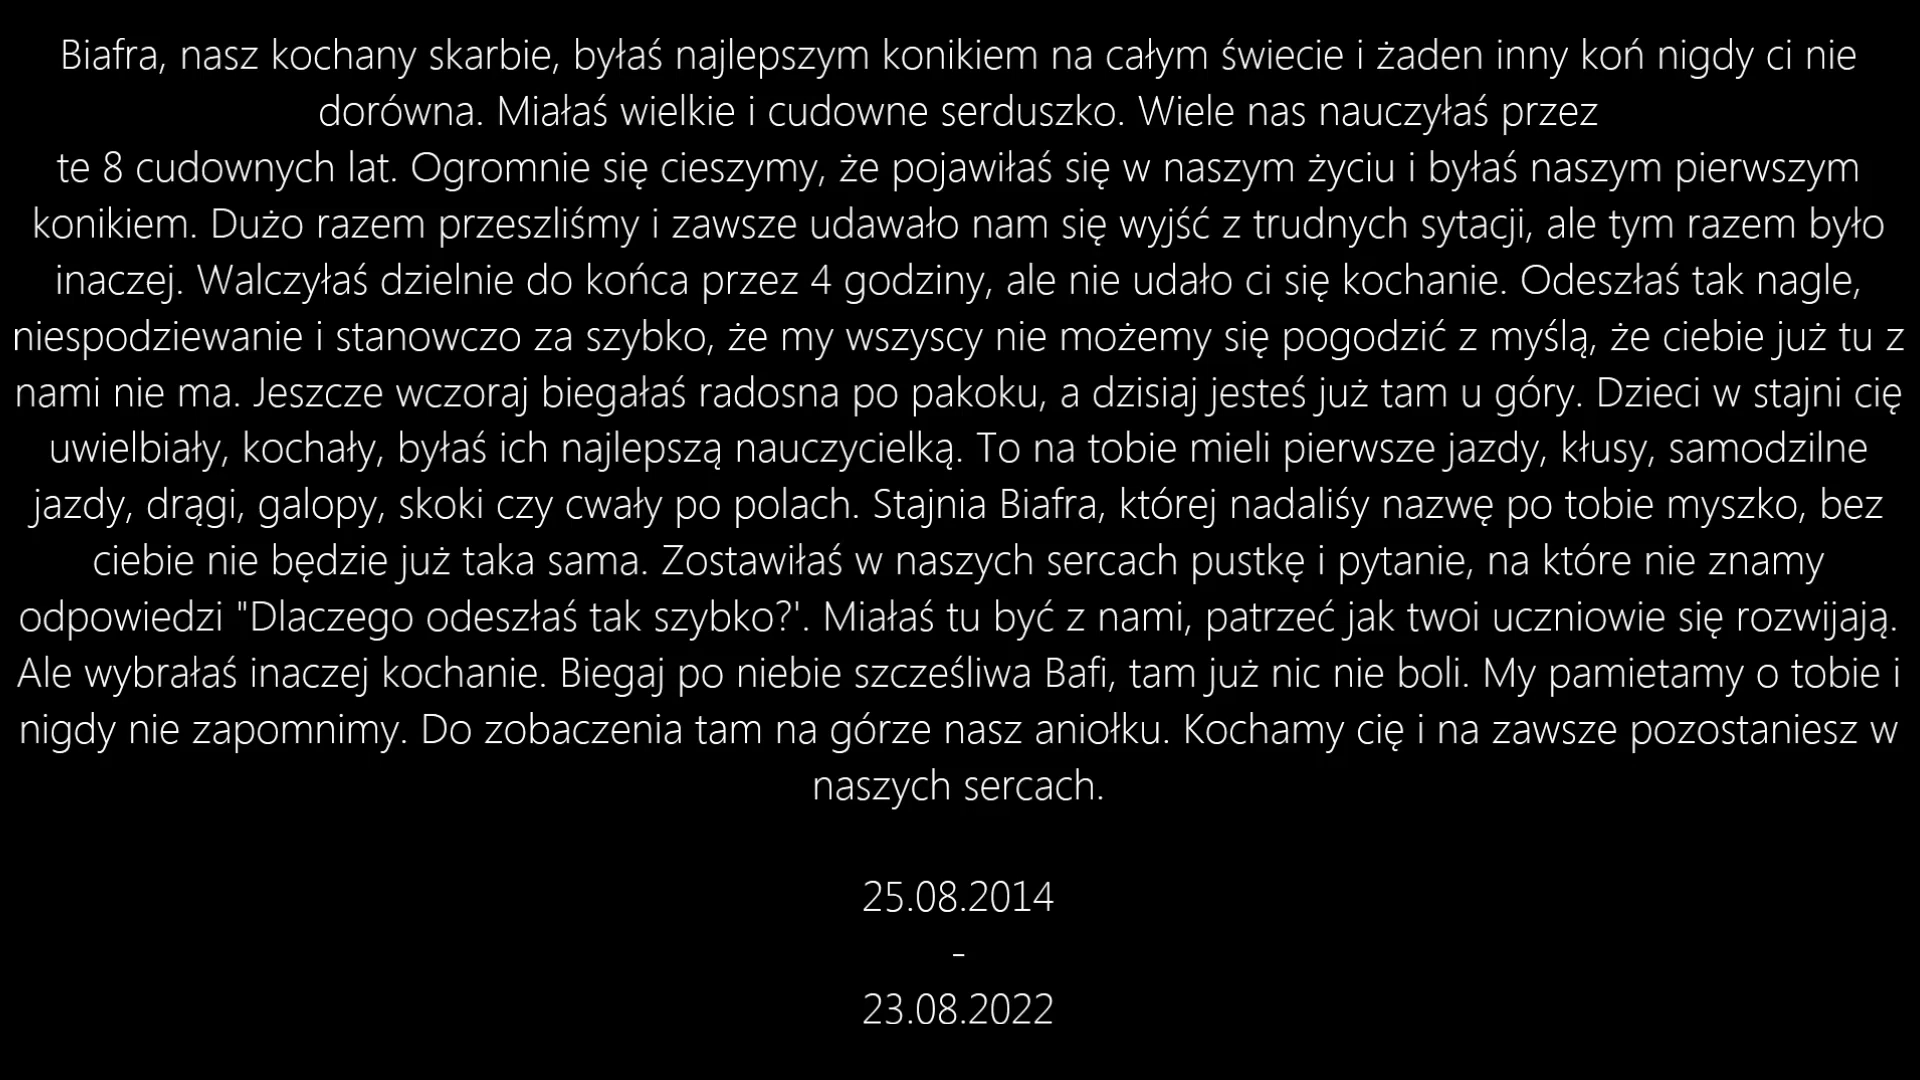 Biafra, nasz kochany skarbie, byłaś najlepszym konikiem na całym świecie i żaden inny koń nigdy ci nie
dorówna. Miałaś wielkie i cudowne serduszko. Wiele nas nauczyłaś przez
te 8 cudownych lat. Ogromnie się cieszymy, że pojawiłaś się w naszym życiu i byłaś naszym pierwszym
konikiem. Dużo razem przeszliśmy i zawsze udawało nam się wyjść z trudnych sytacji, ale tym razem było
inaczej. Walczyłaś dzielnie do końca przez 4 godziny, ale nie udało ci się kochanie. Odeszłaś tak nagle,
niespodziewanie i stanowczo za szybko, że my wszyscy nie możemy się pogodzić z myślą, że ciebie już tu z
nami nie ma. Jeszcze wczoraj biegałaś radosna po pakoku, a dzisiaj jesteś już tam u góry. Dzieci w stajni cię
uwielbiały, kochały, byłaś ich najlepszą nauczycielką. To na tobie mieli pierwsze jazdy, kłusy, samodzilne
jazdy, drągi, galopy, skoki czy cwały po polach. Stajnia Biafra, której nadaliśy nazwę po tobie myszko, bez
ciebie nie będzie już taka sama. Zostawiłaś w naszych sercach pustkę i pytanie, na które nie znamy
odpowiedzi "Dlaczego odeszłaś tak szybko?'. Miałaś tu być z nami, patrzeć jak twoi uczniowie się rozwijają.
Ale wybrałaś inaczej kochanie. Biegaj po niebie szcześliwa Bafi, tam już nic nie boli. My pamietamy o tobie i
nigdy nie zapomnimy. Do zobaczenia tam na górze nasz aniołku. Kochamy cię i na zawsze pozostaniesz w
naszych sercach.
25.08.2014
-
23.08.2022